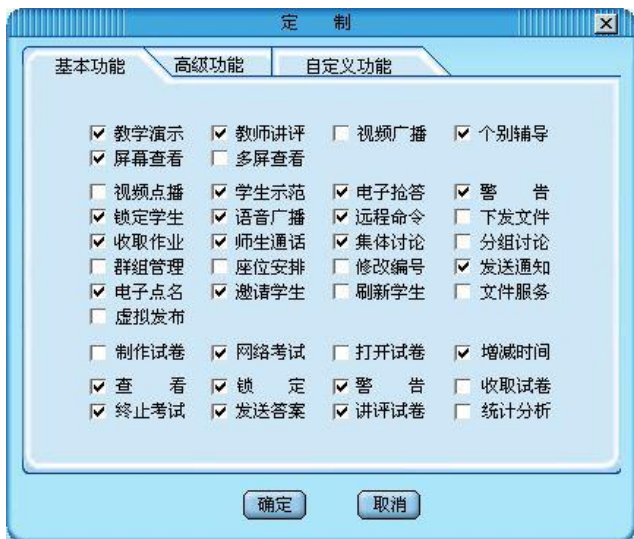 定 制
基本功能 高级功能 自定义功能
教学演示 教师讲评 视频广播 个别辅导
屏幕查看 多屏查看
视频点播 学生示范 电子抢答 警 告
锁定学生 语音广播 远程命令 下发文件
收取作业 师生通话 集体讨论 分组讨论
群组管理 座位安排 修改编号 发送通知
电子点名 邀请学生 刷新学生 文件服务
虚拟发布
制作试卷 网络考试 打开试卷 增减时间
查 看 锁 定 警 告 收取试卷
终止考试 发送答案 讲评试卷 统计分析
确定 取消